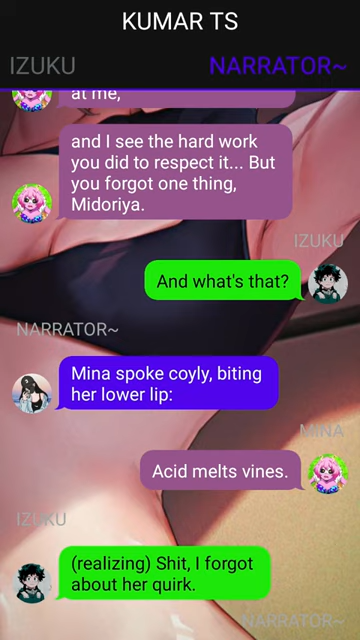 KUMAR TS
IZUKU
NARRATOR~
at me,
and I see the hard work
you did to respect it... But
you forgot one thing,
Midoriya.
IZUKU
And what's that?
NARRATOR~
Mina spoke coyly, biting
her lower lip:
MINA
Acid melts vines.
IZUKU
(realizing) Shit, I forgot
about her quirk.
NARRATOR~